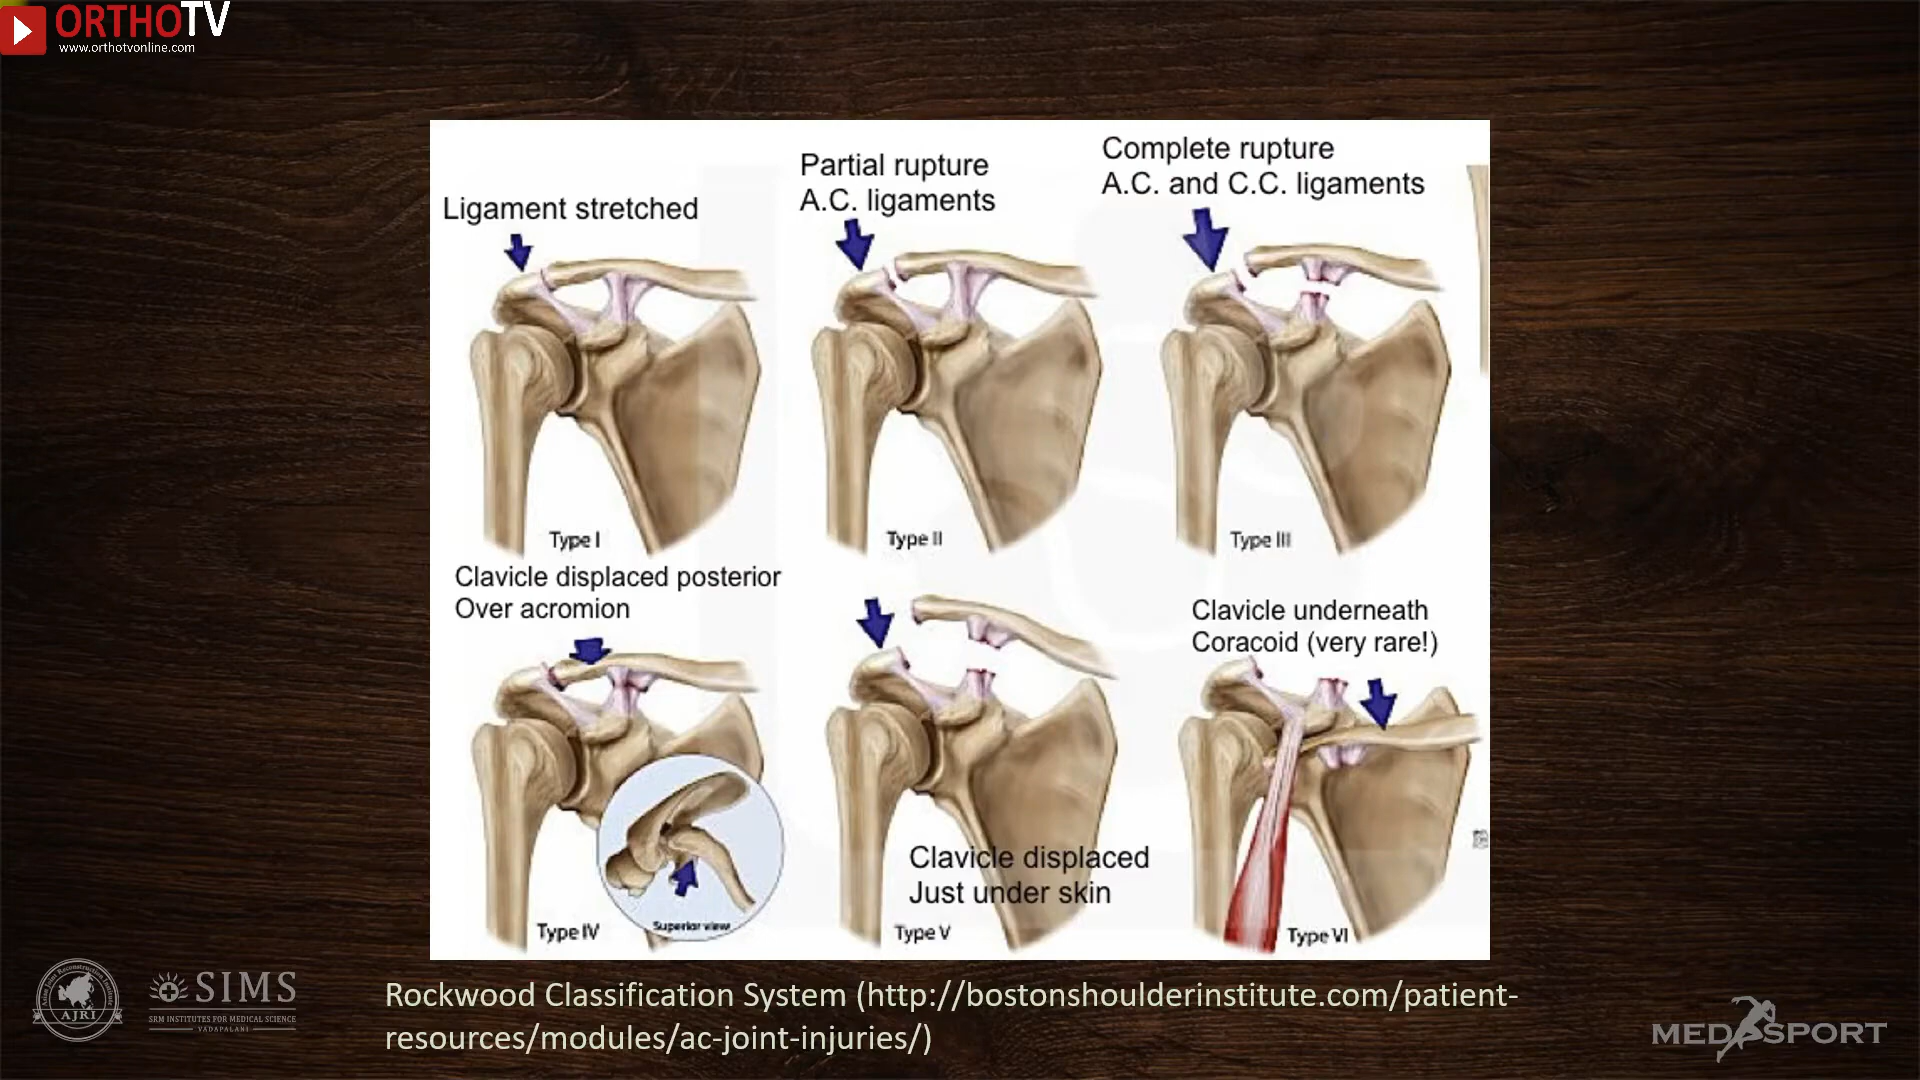 ORTHOTV
www.orthotvonline.com
Ligament stretched
Partial rupture
A.C. ligaments
Complete rupture
A.C. and C.C. ligaments
Type I
Type II
Type III
Clavicle displaced posterior
Over acromion
Clavicle underneath
Coracoid (very rare!)
Clavicle displaced
Just under skin
Superior view
Type IV
Type V
Type VI
AJRI
SIMS
SRM INSTITUTES FOR MEDICAL SCIENCE
VADAPALANI
Rockwood Classification System (http://bostonshoulderinstitute.com/patient-
resources/modules/ac-joint-injuries/)
MEDSPORT